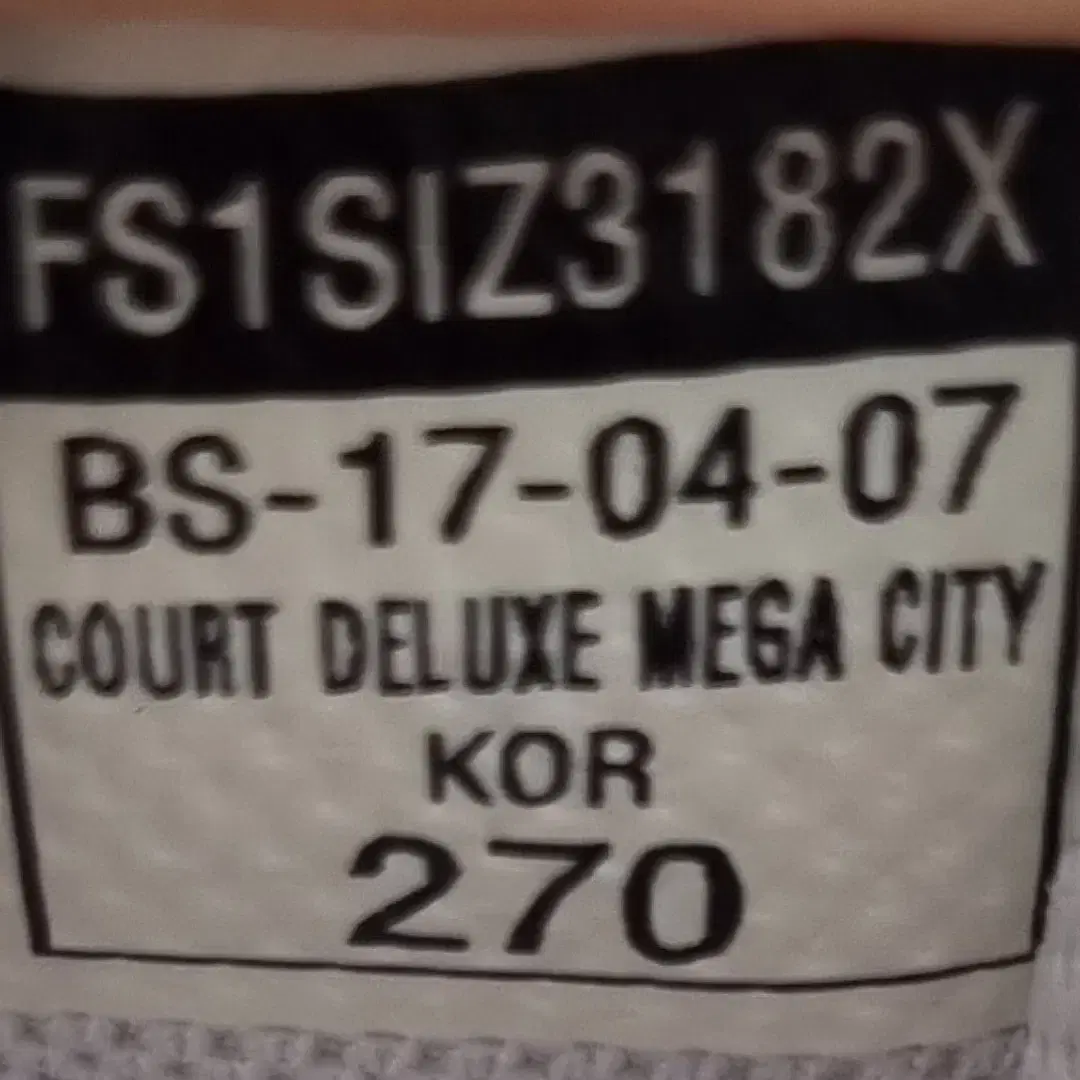 FS1SIZ3182X
BS-17-04-07
COURT DELUXE MEGA CITY
KOR
270